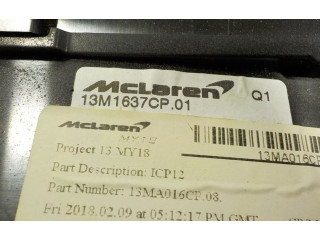 McLaren
13M1637CP.01 Q1
McLaren
MY18
Project 13 MY18
13MA016CP
Part Description: ICP12
Part Number: 13MA016CP.08.
Fri 2018.02.09 at 05:12:17 PM GMT